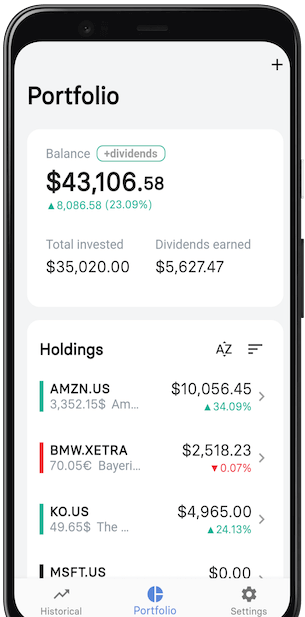 +
Portfolio
Balance +dividends
$43,106.58
▲8,086.58 (23.09%)
Total invested Dividends earned
$35,020.00 $5,627.47
Holdings AZ
AMZN.US $10,056.45
3,352.15$ Am... ▲34.09%
BMW.XETRA $2,518.23
70.05€ Bayeri... ▼0.07%
KO.US $4,965.00
49.65$ The ... ▲24.13%
MSFT.US $0.00
Historical Portfolio Settings